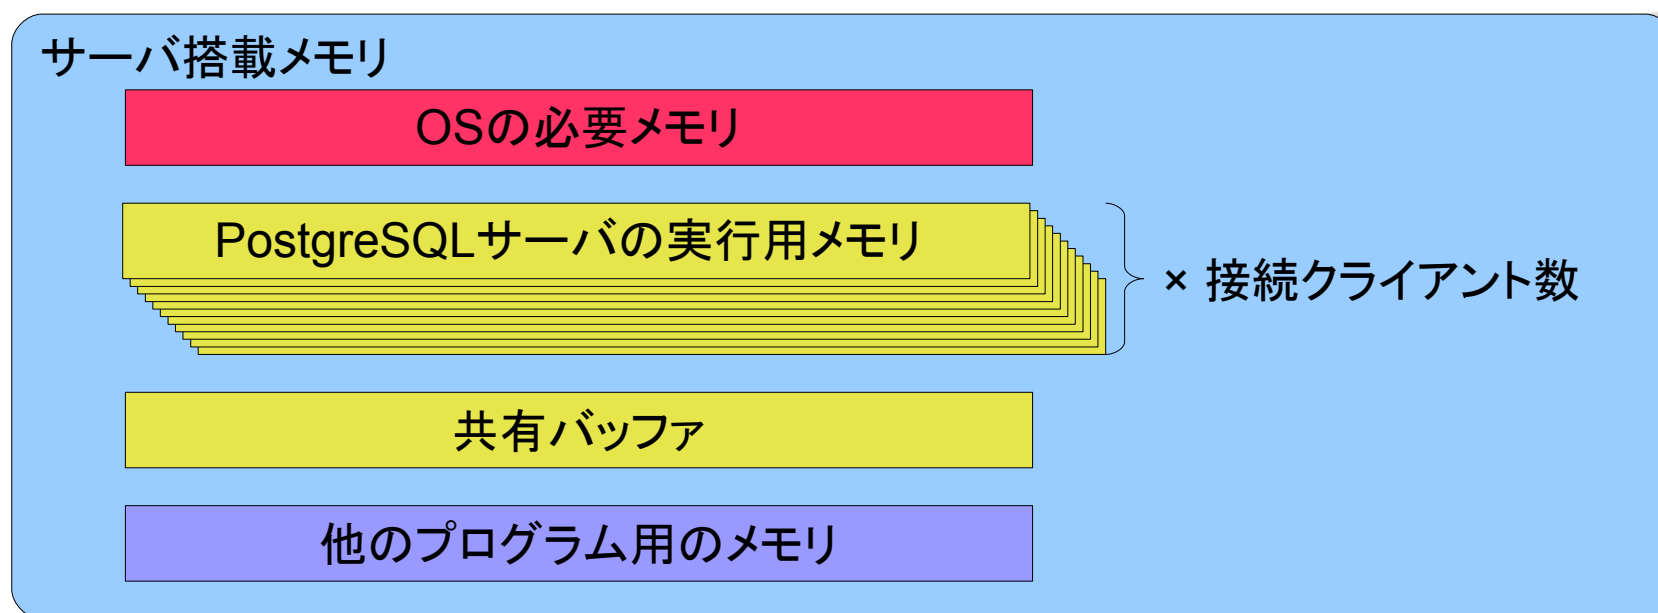 サーバ搭載メモリ
OSの必要メモリ
PostgreSQLサーバの実行用メモリ
× 接続クライアント数
共有バッファ
他のプログラム用のメモリ